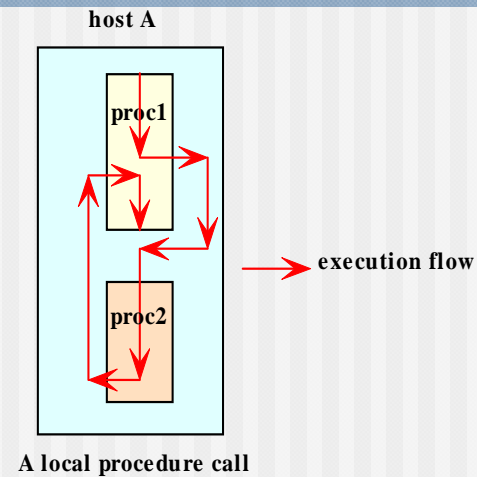 host A
proc1
execution flow
proc2
A local procedure call